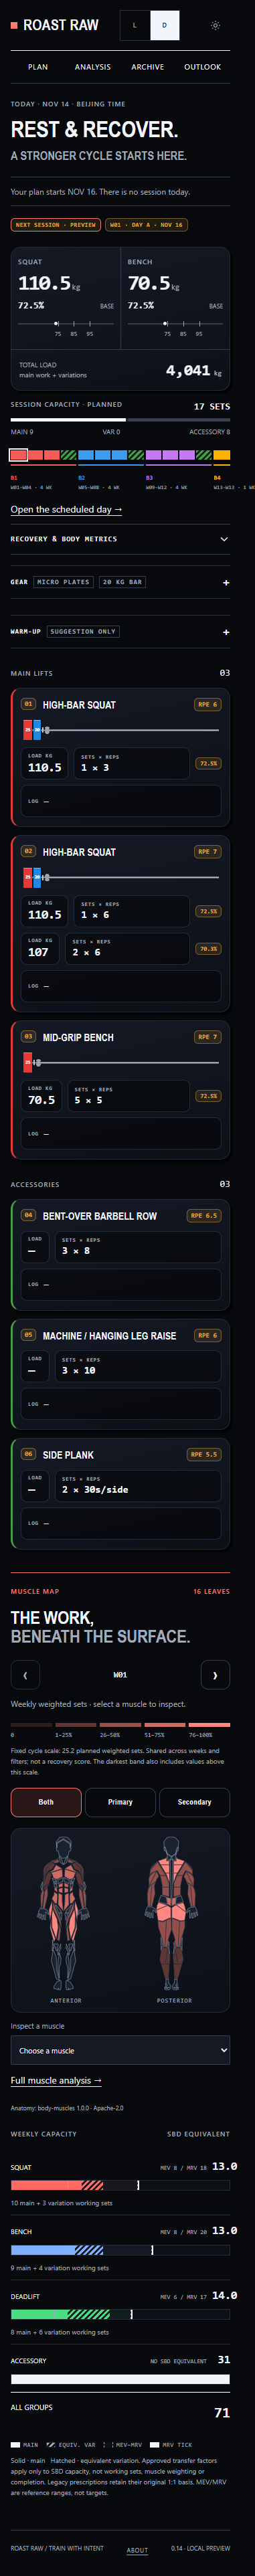 ROAST RAW
L
D
PLAN
ANALYSIS
ARCHIVE
OUTLOOK
TODAY · NOV 14 · BEIJING TIME
REST & RECOVER.
A STRONGER CYCLE STARTS HERE.
Your plan starts NOV 16. There is no session today.
NEXT SESSION · PREVIEW
W01 · DAY A · NOV 16
SQUAT
110.5kg
72.5%
BASE
75 85 95
BENCH
70.5kg
72.5%
BASE
75 85 95
TOTAL LOAD
main work + variations
4,041 kg
SESSION CAPACITY · PLANNED
17 SETS
MAIN 9
VAR 0
ACCESSORY 8
B1
W01–W04 · 4 WK
B2
W05–W08 · 4 WK
B3
W09–W12 · 4 WK
B4
W13–W13 · 1 WK
Open the scheduled day →
RECOVERY & BODY METRICS
GEAR
MICRO PLATES
20 KG BAR
+
WARM-UP
SUGGESTION ONLY
+
MAIN LIFTS
03
01
HIGH-BAR SQUAT
RPE 6
LOAD KG
110.5
SETS × REPS
1 × 3
72.5%
LOG —
02
HIGH-BAR SQUAT
RPE 7
LOAD KG
110.5
SETS × REPS
1 × 6
72.5%
LOAD KG
107
SETS × REPS
2 × 6
70.3%
LOG —
03
MID-GRIP BENCH
RPE 7
LOAD KG
70.5
SETS × REPS
5 × 5
72.5%
LOG —
ACCESSORIES
03
04
BENT-OVER BARBELL ROW
RPE 6.5
LOAD
—
SETS × REPS
3 × 8
LOG —
05
MACHINE / HANGING LEG RAISE
RPE 6
LOAD
—
SETS × REPS
3 × 10
LOG —
06
SIDE PLANK
RPE 5.5
LOAD
—
SETS × REPS
2 × 30s/side
LOG —
MUSCLE MAP
16 LEAVES
THE WORK,
BENEATH THE SURFACE.
‹
W01
›
Weekly weighted sets · select a muscle to inspect.
0
1–25%
26–50%
51–75%
76–100%
Fixed cycle scale: 25.2 planned weighted sets. Shared across weeks and
filters; not a recovery score. The darkest band also includes values above
this scale.
Both
Primary
Secondary
ANTERIOR
POSTERIOR
Inspect a muscle
Choose a muscle
Full muscle analysis →
Anatomy: body-muscles 1.0.0 · Apache-2.0
WEEKLY CAPACITY
SBD EQUIVALENT
SQUAT
MEV 8 / MRV 18
13.0
10 main + 3 variation working sets
BENCH
MEV 8 / MRV 20
13.0
9 main + 4 variation working sets
DEADLIFT
MEV 6 / MRV 17
14.0
8 main + 6 variation working sets
ACCESSORY
NO SBD EQUIVALENT
31
ALL GROUPS
71
MAIN
EQUIV. VAR
MEV–MRV
MRV TICK
Solid · main Hatched · equivalent variation. Approved transfer factors
apply only to SBD capacity, not working sets, muscle weighting or
completion. Legacy prescriptions retain their original 1:1 basis. MEV/MRV
are reference ranges, not targets.
ROAST RAW / TRAIN WITH INTENT
ABOUT
0.14 · LOCAL PREVIEW